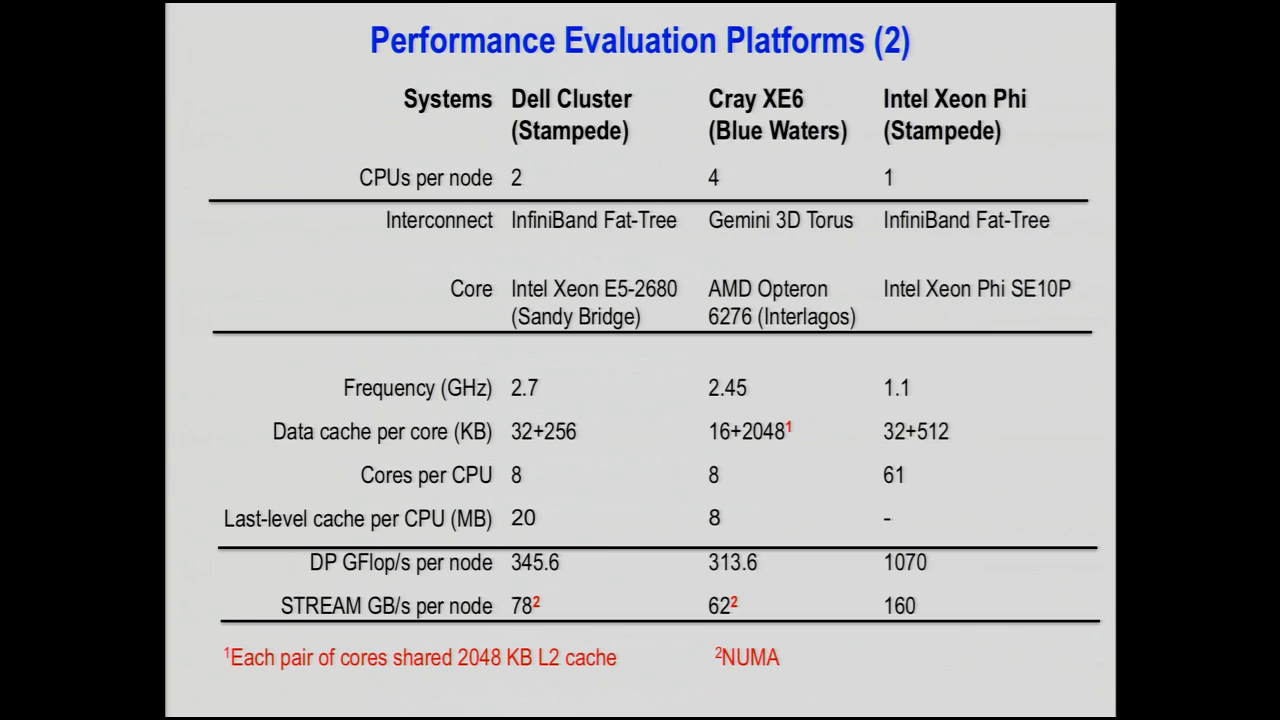 Performance Evaluation Platforms (2)
Systems Dell Cluster (Stampede) Cray XE6 (Blue Waters) Intel Xeon Phi (Stampede)
CPUs per node 2 4 1
Interconnect InfiniBand Fat-Tree Gemini 3D Torus InfiniBand Fat-Tree
Core Intel Xeon E5-2680 (Sandy Bridge) AMD Opteron 6276 (Interlagos) Intel Xeon Phi SE10P
Frequency (GHz) 2.7 2.45 1.1
Data cache per core (KB) 32+256 16+2048¹ 32+512
Cores per CPU 8 8 61
Last-level cache per CPU (MB) 20 8 -
DP GFlop/s per node 345.6 313.6 1070
STREAM GB/s per node 78² 62² 160
¹Each pair of cores shared 2048 KB L2 cache ²NUMA